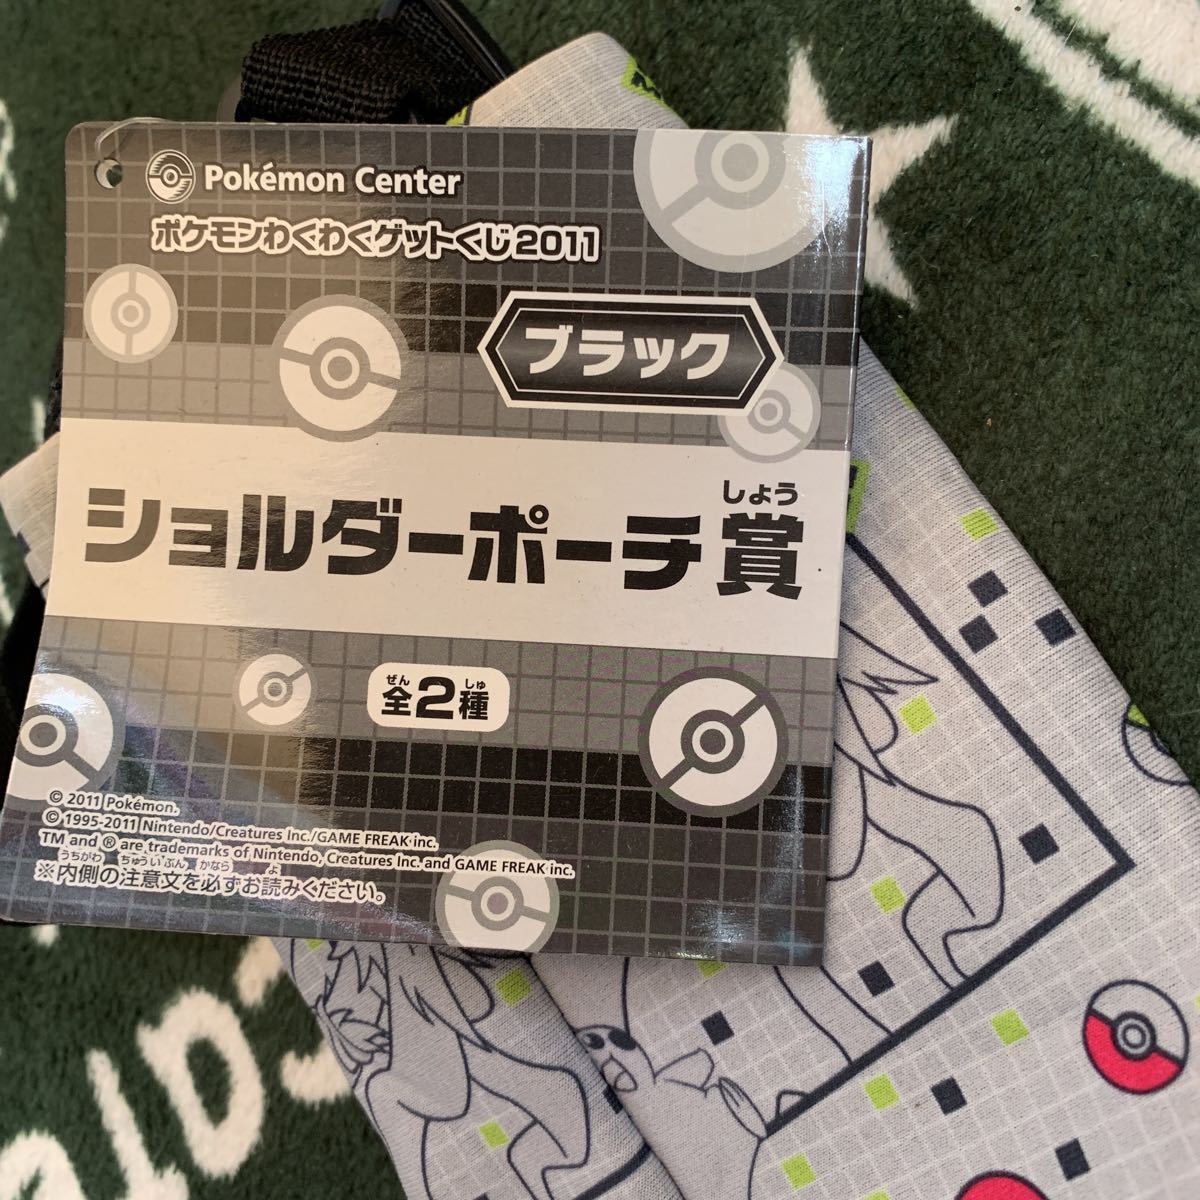 Pokémon Center
ポケモンわくわくゲットくじ2011
ブラック
しょう
ショルダーポーチ賞
ぜん しゅ
全2種
© 2011 Pokémon.
© 1995-2011 Nintendo/Creatures Inc./GAME FREAK inc.
TM and ® are trademarks of Nintendo, Creatures Inc. and GAME FREAK inc.
うちがわ ちゅういぶん かなら よ
※内側の注意文を必ずお読みください。